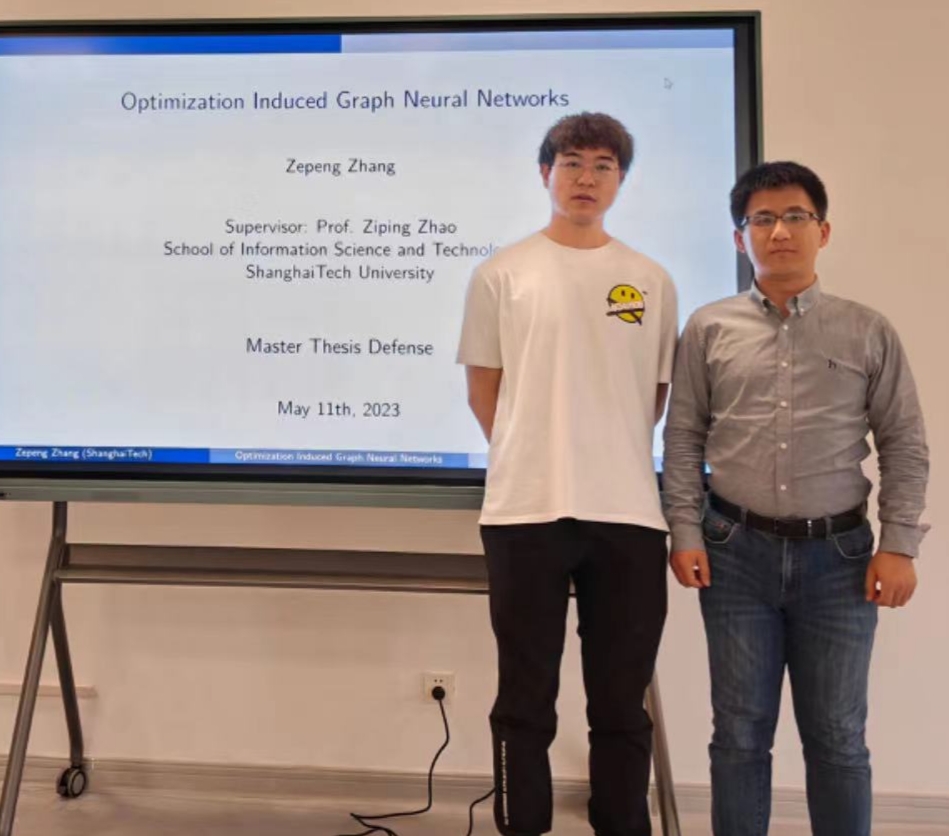 Optimization Induced Graph Neural Networks
Zepeng Zhang
Supervisor: Prof. Ziping Zhao
School of Information Science and Technolo
ShanghaiTech University
Master Thesis Defense
May 11th, 2023
Zepeng Zhang (ShanghaiTech)
Optimization Induced Graph Neural Networks